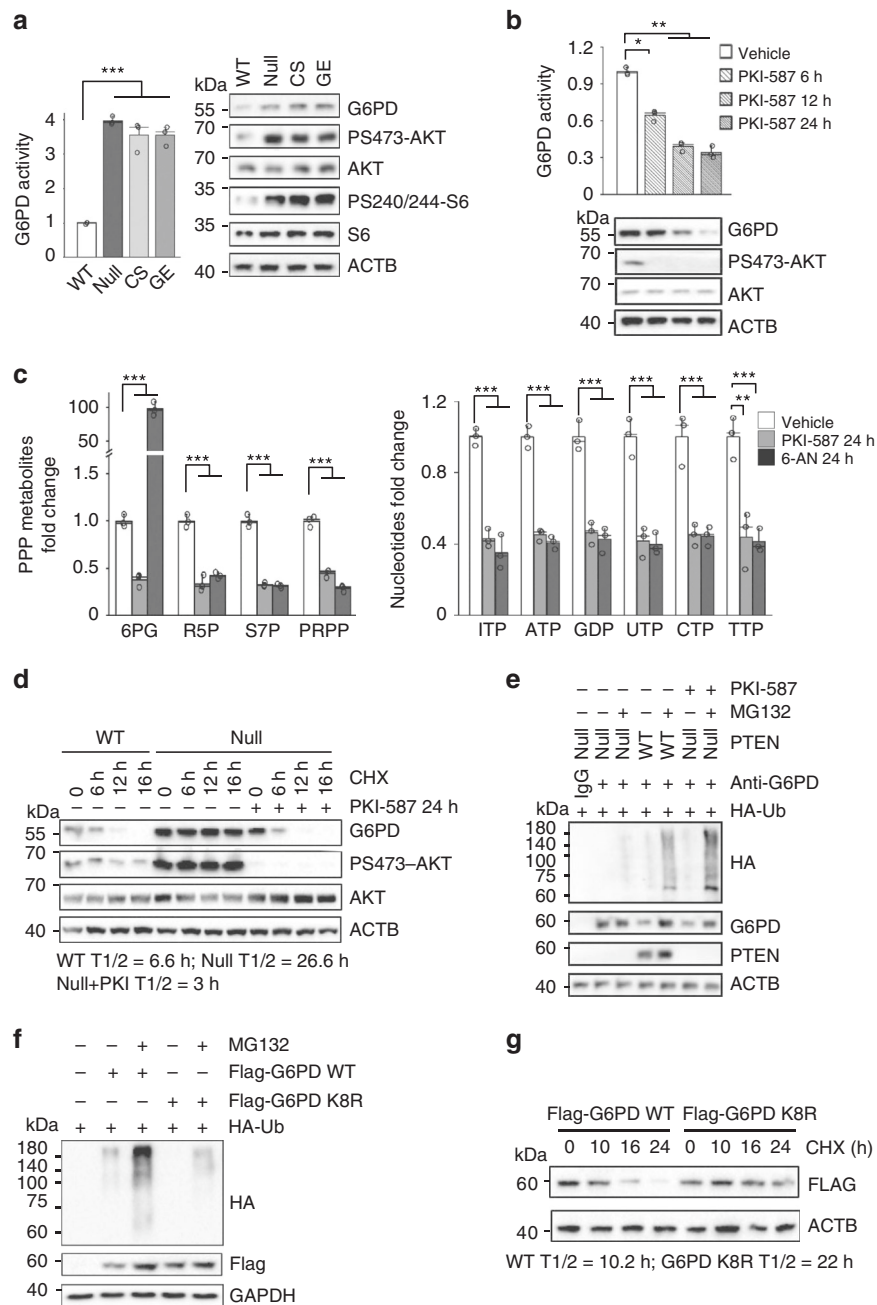 a
***
G6PD activity
4
3
2
1
0
WT
Null
CS
GE
kDa
WT
Null
CS
GE
55
G6PD
70
PS473-AKT
70
AKT
35
PS240/244-S6
35
S6
40
ACTB
b
**
*
G6PD activity
1.2
0.9
0.6
0.3
0
Vehicle
PKI-587 6 h
PKI-587 12 h
PKI-587 24 h
kDa
55
G6PD
70
PS473-AKT
AKT
40
ACTB
c
PPP metabolites
fold change
100
50
1.5
1.0
0.5
0
*** *** *** ***
6PG R5P S7P PRPP
Nucleotides fold change
1.2
0.8
0.4
0
*** *** *** *** *** ***
**
Vehicle
PKI-587 24 h
6-AN 24 h
ITP ATP GDP UTP CTP TTP
d
WT Null
0 6 h 12 h 16 h 0 6 h 12 h 16 h 0 6 h 12 h 16 h CHX
+ + + + PKI-587 24 h
kDa
55
G6PD
70
PS473–AKT
70
AKT
40
ACTB
WT T1/2 = 6.6 h; Null T1/2 = 26.6 h
Null+PKI T1/2 = 3 h
e
– – – – – + + PKI-587
– – + – + – + MG132
Null Null Null WT WT Null Null PTEN
IgG + + + + + + Anti-G6PD
+ + + + + + + HA-Ub
kDa
180
140
100
75
60
HA
60
G6PD
60
PTEN
40
ACTB
f
– – + – + MG132
– + + – – Flag-G6PD WT
– – – + + Flag-G6PD K8R
+ + + + + HA-Ub
kDa
180
140
100
75
60
HA
60
Flag
40
GAPDH
g
Flag-G6PD WT Flag-G6PD K8R
0 10 16 24 0 10 16 24 CHX (h)
kDa
60
FLAG
40
ACTB
WT T1/2 = 10.2 h; G6PD K8R T1/2 = 22 h